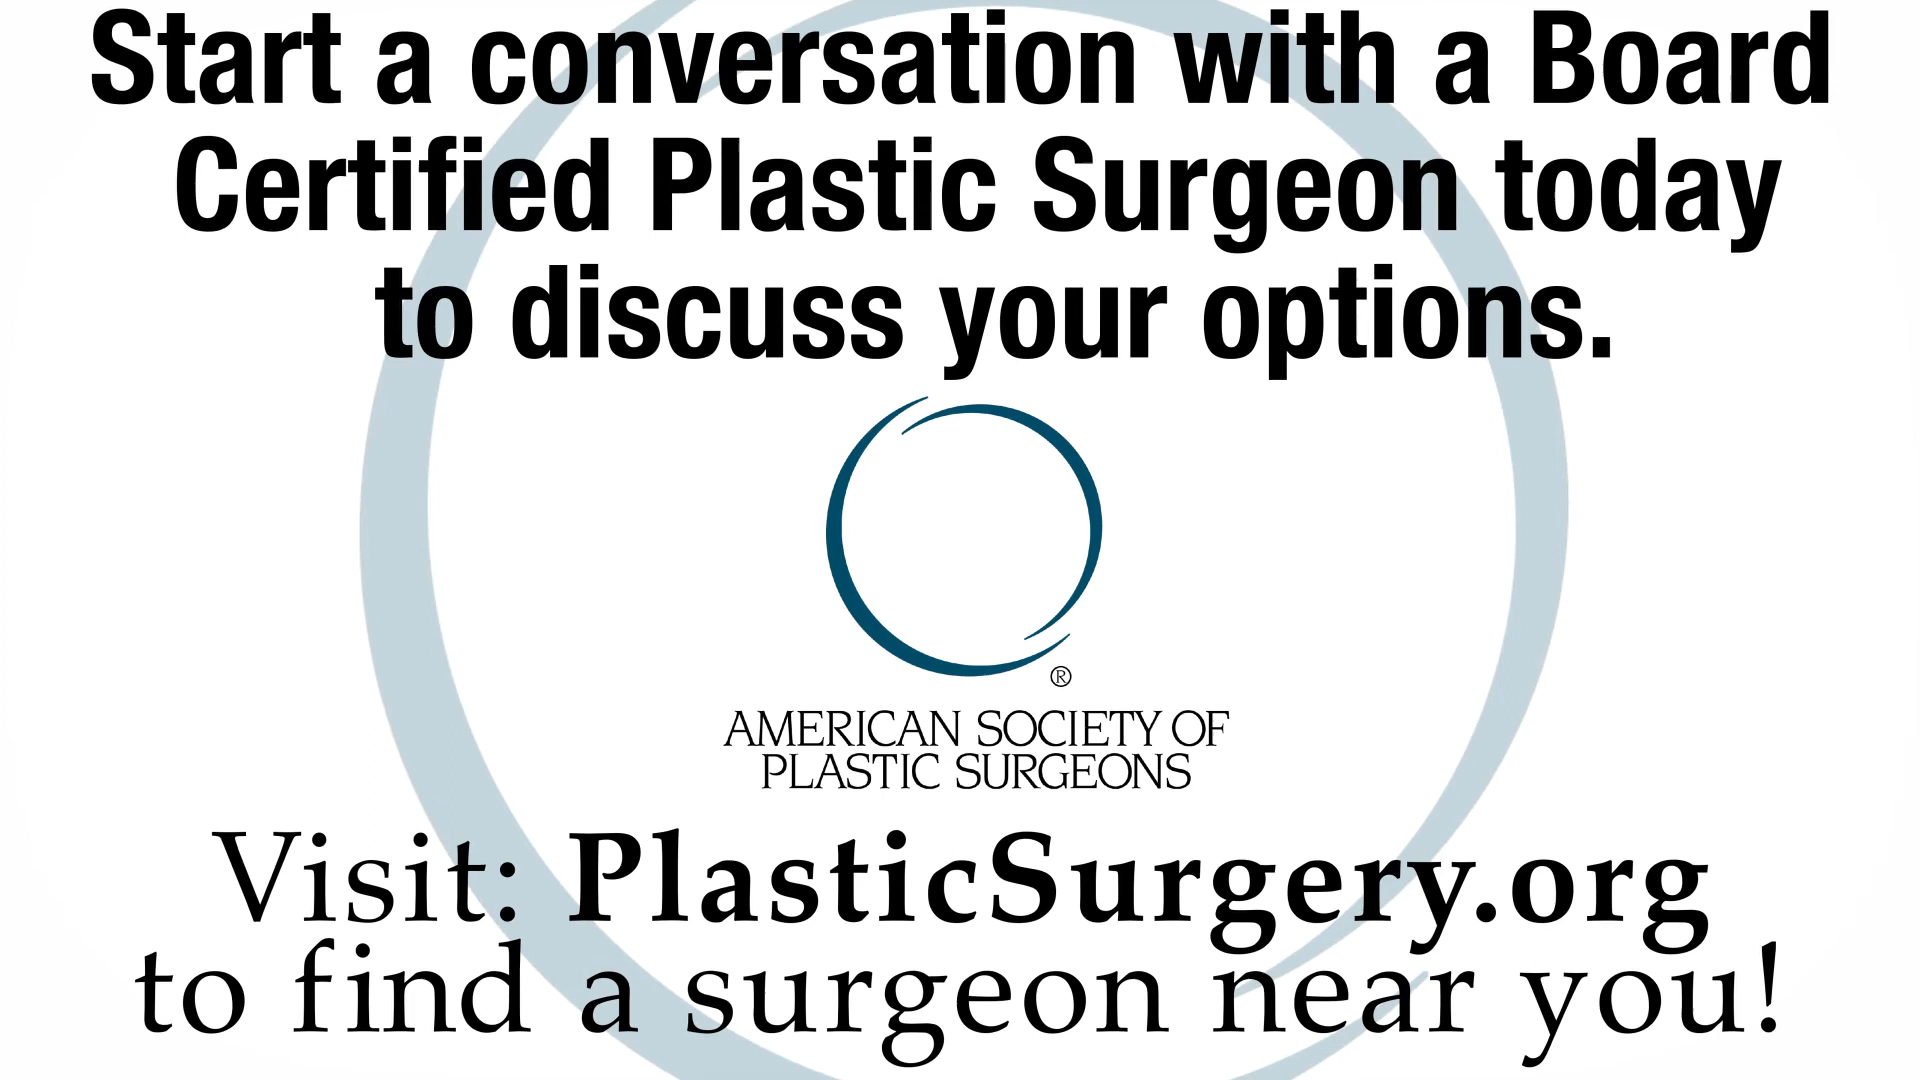 Start a conversation with a Board
Certified Plastic Surgeon today
to discuss your options.
®
AMERICAN SOCIETY OF
PLASTIC SURGEONS
Visit: PlasticSurgery.org
to find a surgeon near you!